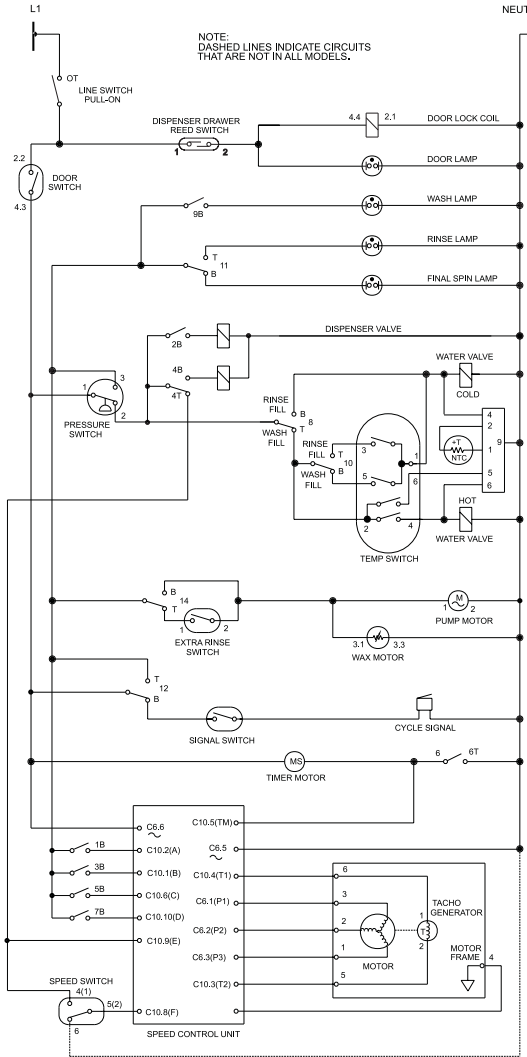 L1
NEUT
NOTE:
DASHED LINES INDICATE CIRCUITS
THAT ARE NOT IN ALL MODELS.
OT
LINE SWITCH
PULL-ON
DISPENSER DRAWER
REED SWITCH
1 2
4.4 2.1
DOOR LOCK COIL
2.2
DOOR
SWITCH
4.3
DOOR LAMP
WASH LAMP
9B
RINSE LAMP
T
11
B
FINAL SPIN LAMP
DISPENSER VALVE
2B
4B
4T
3
1
2
PRESSURE
SWITCH
WATER VALVE
COLD
RINSE
FILL
B
8
T
WASH
FILL
RINSE
FILL
T
10
B
WASH
FILL
3
1
5
6
2
4
TEMP SWITCH
4
2
+T
NTC
1
9
5
6
HOT
WATER VALVE
B
14
T
1 2
EXTRA RINSE
SWITCH
M
1 2
PUMP MOTOR
3.1 3.3
WAX MOTOR
T
12
B
SIGNAL SWITCH
CYCLE SIGNAL
MS
TIMER MOTOR
6 6T
C6.6
C10.5(TM)
1B
C10.2(A)
C6.5
3B
C10.1(B)
C10.4(T1)
5B
C10.6(C)
C6.1(P1)
7B
C10.10(D)
C6.2(P2)
C10.9(E)
C6.3(P3)
C10.3(T2)
6
3
2
1
5
MOTOR
TACHO
GENERATOR
1
T
2
MOTOR
FRAME
4
SPEED SWITCH
4(1)
5(2)
6
C10.8(F)
SPEED CONTROL UNIT